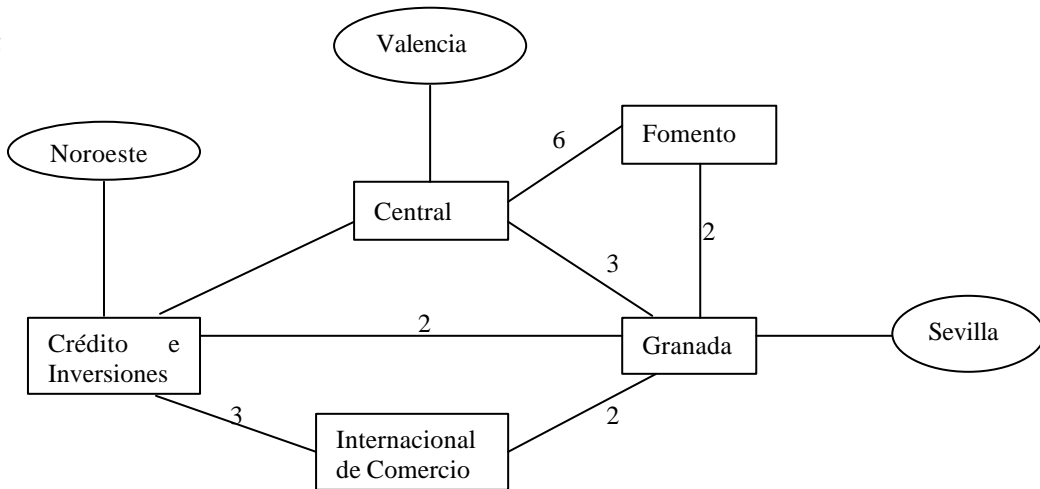 Valencia
Fomento
6
Noroeste
Central
2
3
2
Crédito e
Inversiones
Granada
Sevilla
3
2
Internacional
de Comercio